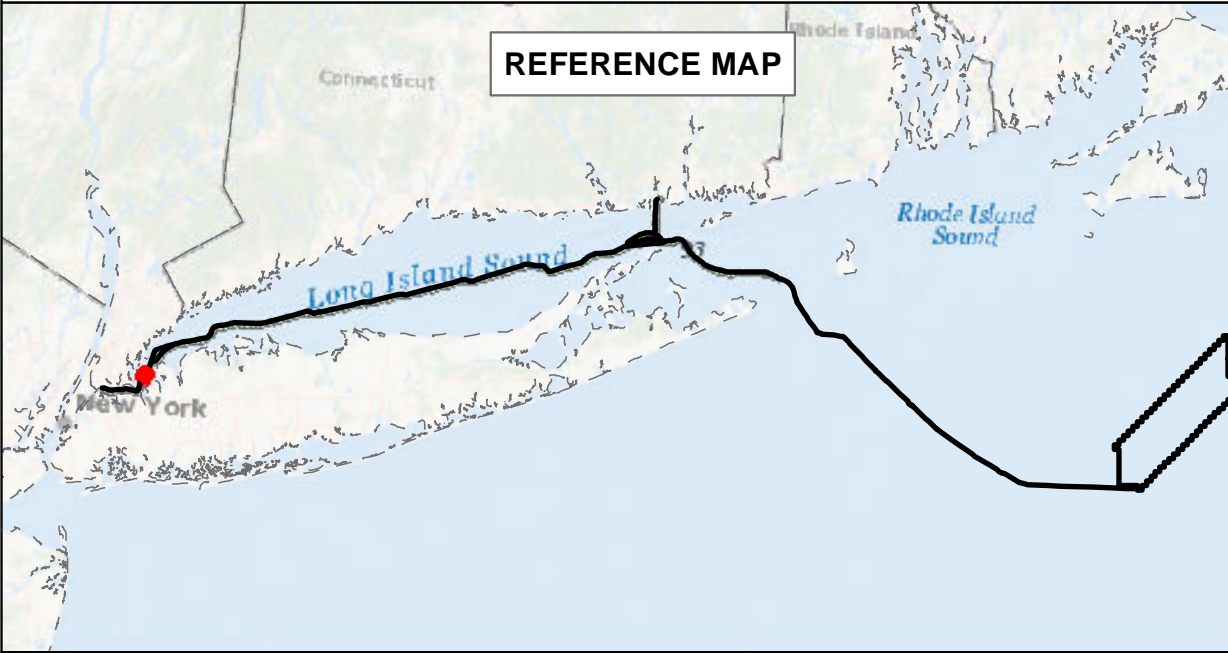 Rhode Island
REFERENCE MAP
Connecticut
Rhode Island
Sound
Long Island Sound
New York